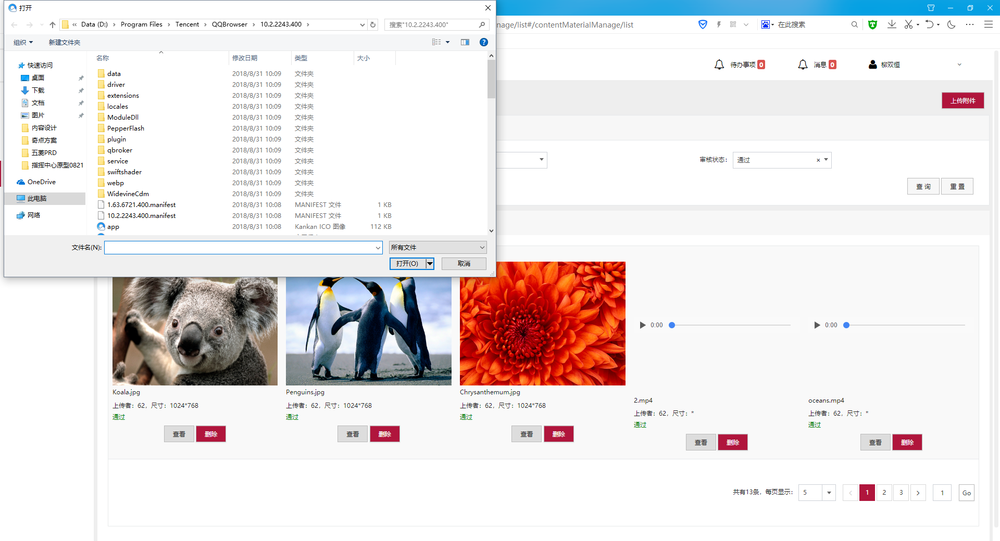 打开
« Data (D:) › Program Files › Tencent › QQBrowser › 10.2.2243.400 ›
搜索"10.2.2243.400"
nage/list#/contentMaterialManage/list
在此搜索
组织
新建文件夹
名称
修改日期
类型
大小
快速访问
桌面
下载
文档
图片
内容设计
奇点方案
五菱PRD
指挥中心原型0821
OneDrive
此电脑
网络
data 2018/8/31 10:09 文件夹
driver 2018/8/31 10:09 文件夹
extensions 2018/8/31 10:09 文件夹
locales 2018/8/31 10:09 文件夹
ModuleDll 2018/8/31 10:09 文件夹
PepperFlash 2018/8/31 10:09 文件夹
plugin 2018/8/31 10:09 文件夹
qbroker 2018/8/31 10:09 文件夹
service 2018/8/31 10:09 文件夹
swiftshader 2018/8/31 10:09 文件夹
webp 2018/8/31 10:09 文件夹
WidevineCdm 2018/8/31 10:09 文件夹
1.63.6721.400.manifest 2018/8/31 10:08 MANIFEST 文件 1 KB
10.2.2243.400.manifest 2018/8/31 10:08 MANIFEST 文件 1 KB
app 2018/8/31 10:08 Kankan ICO 图像 112 KB
文件名(N):
所有文件
打开(O)
取消
待办事项 0
消息 0
柳双恒
上传附件
审核状态:
通过 ×
查 询
重 置
Koala.jpg
上传者：62，尺寸：1024*768
通过
查看 删除
Penguins.jpg
上传者：62，尺寸：1024*768
通过
查看 删除
Chrysanthemum.jpg
上传者：62，尺寸：1024*768
通过
查看 删除
0:00
2.mp4
上传者：62，尺寸：*
通过
查看 删除
0:00
oceans.mp4
上传者：62，尺寸：*
通过
查看 删除
共有13条，每页显示： 5 < 1 2 3 > 1 Go